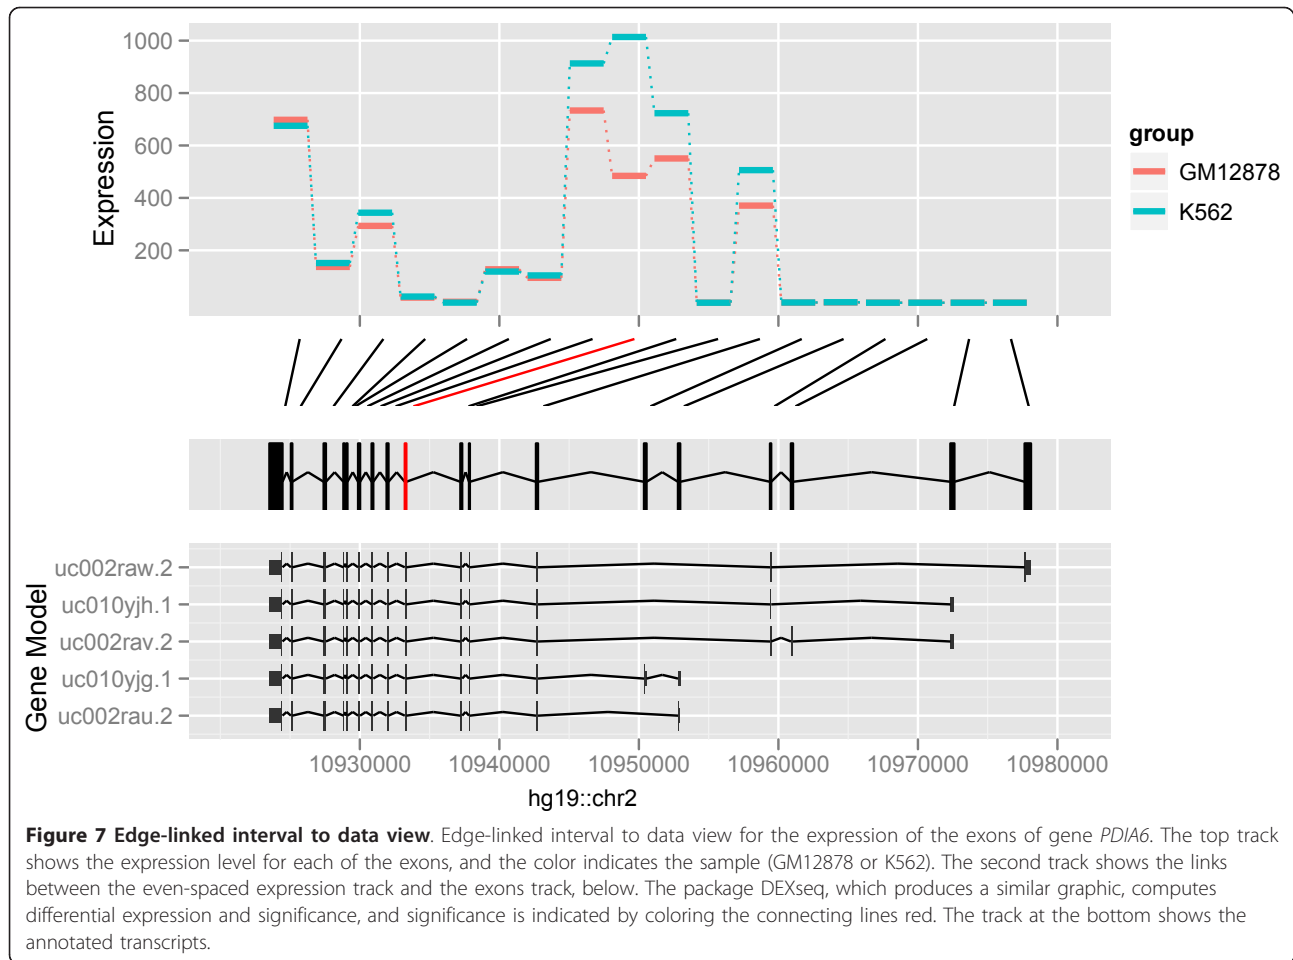 1000
800
600
400
200
Expression
group
GM12878
K562
uc002raw.2
uc010yjh.1
uc002rav.2
uc010yjg.1
uc002rau.2
Gene Model
10930000 10940000 10950000 10960000 10970000 10980000
hg19::chr2
Figure 7 Edge-linked interval to data view. Edge-linked interval to data view for the expression of the exons of gene PDIA6. The top track
shows the expression level for each of the exons, and the color indicates the sample (GM12878 or K562). The second track shows the links
between the even-spaced expression track and the exons track, below. The package DEXseq, which produces a similar graphic, computes
differential expression and significance, and significance is indicated by coloring the connecting lines red. The track at the bottom shows the
annotated transcripts.